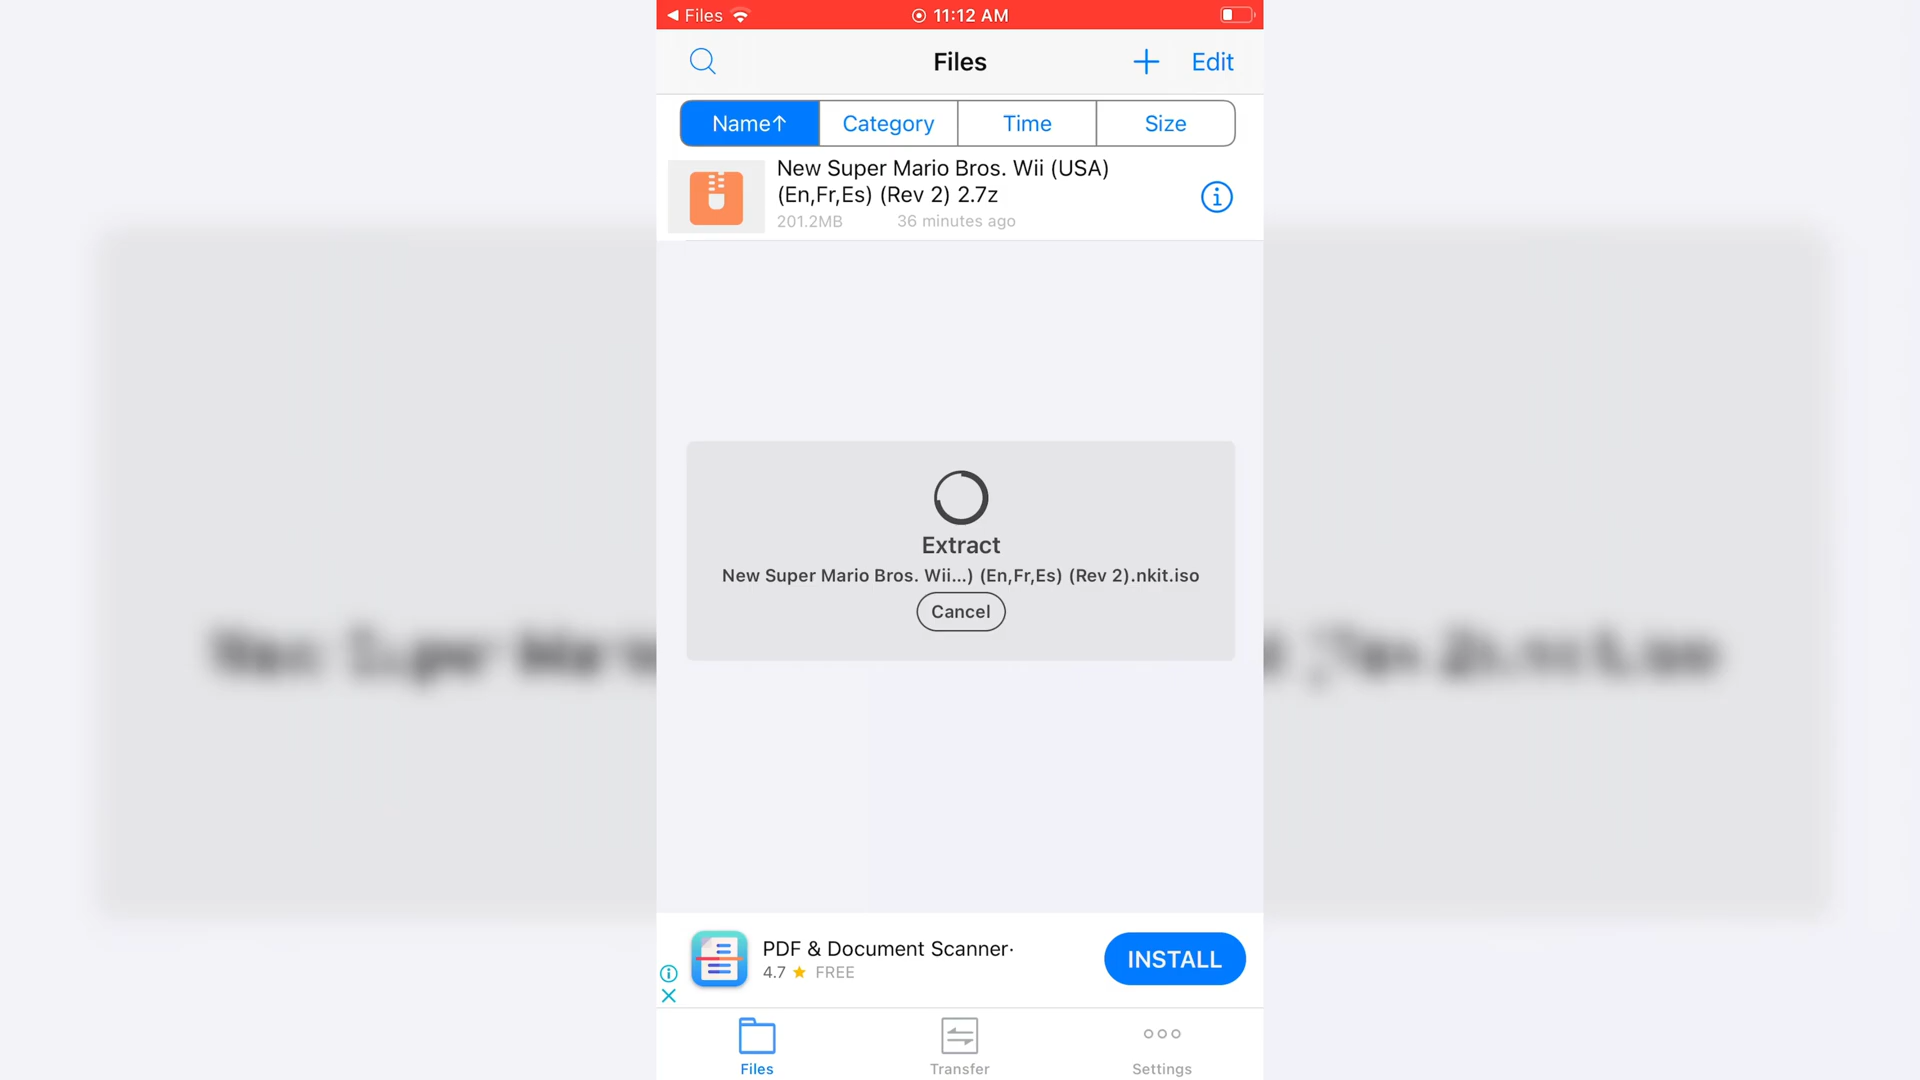 Files 11:12 AM
Files
Edit
Name↑ Category Time Size
New Super Mario Bros. Wii (USA)
(En,Fr,Es) (Rev 2) 2.7z
201.2MB 36 minutes ago
Extract
New Super Mario Bros. Wii...) (En,Fr,Es) (Rev 2).nkit.iso
Cancel
PDF & Document Scanner·
4.7 ★ FREE
INSTALL
Files Transfer Settings